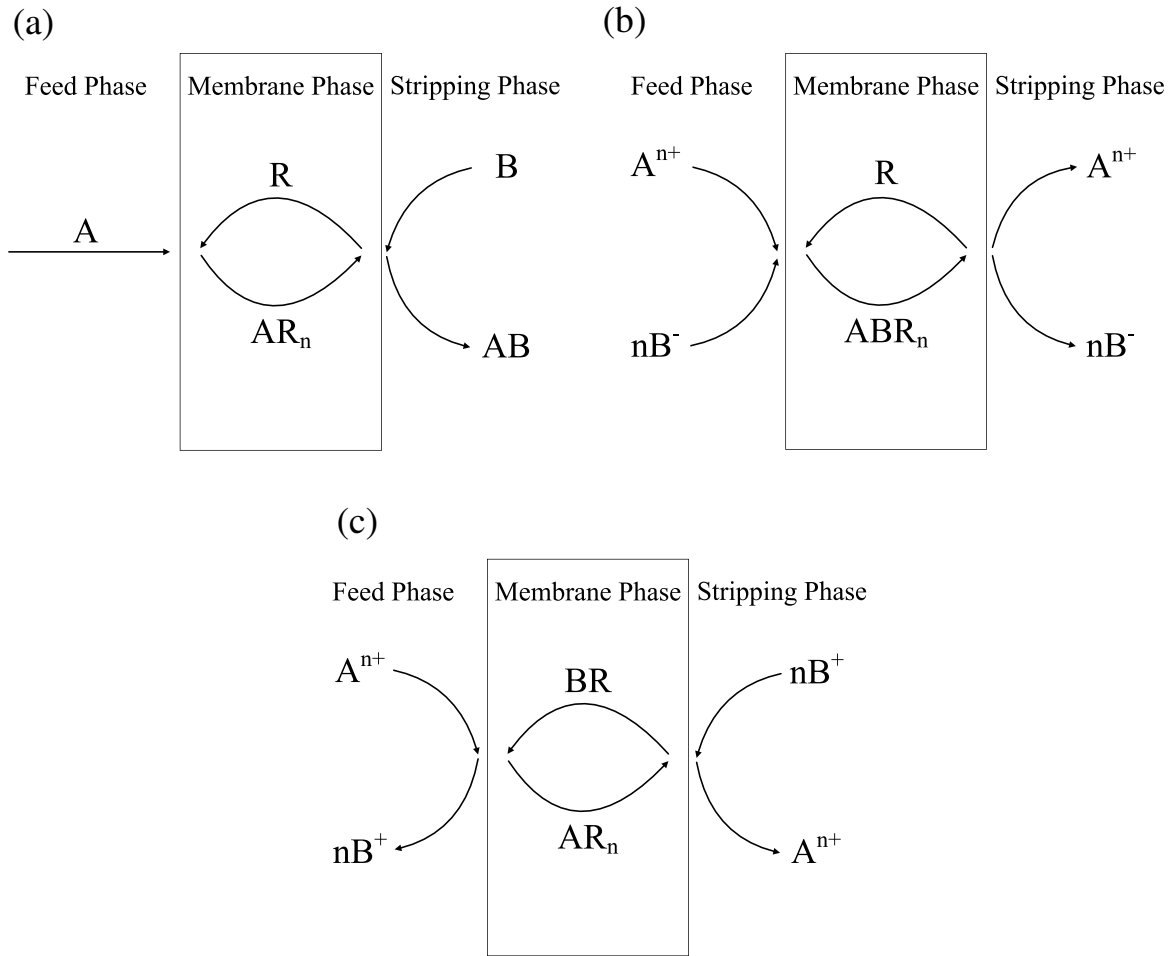 (a)
Feed Phase
Membrane Phase
Stripping Phase
A
R
ARₙ
B
AB
(b)
Feed Phase
Membrane Phase
Stripping Phase
Aⁿ⁺
nB⁻
R
ABRₙ
Aⁿ⁺
nB⁻
(c)
Feed Phase
Membrane Phase
Stripping Phase
Aⁿ⁺
nB⁺
BR
ARₙ
nB⁺
Aⁿ⁺